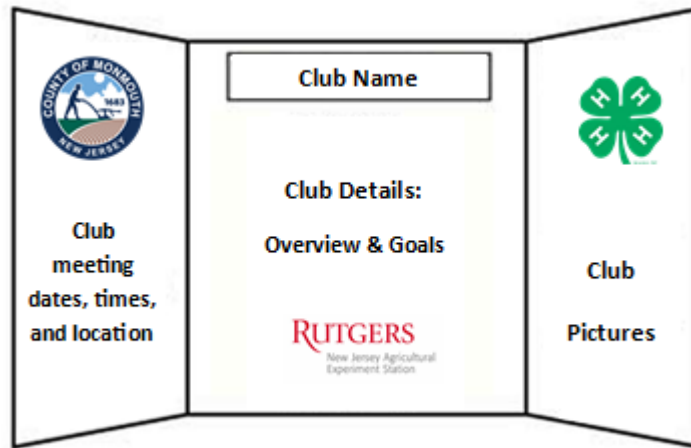 COUNTY OF MONMOUTH
1683
NEW JERSEY
Club
meeting
dates, times,
and location
Club Name
Club Details:
Overview & Goals
RUTGERS
New Jersey Agricultural
Experiment Station
H H
H H
Club
Pictures